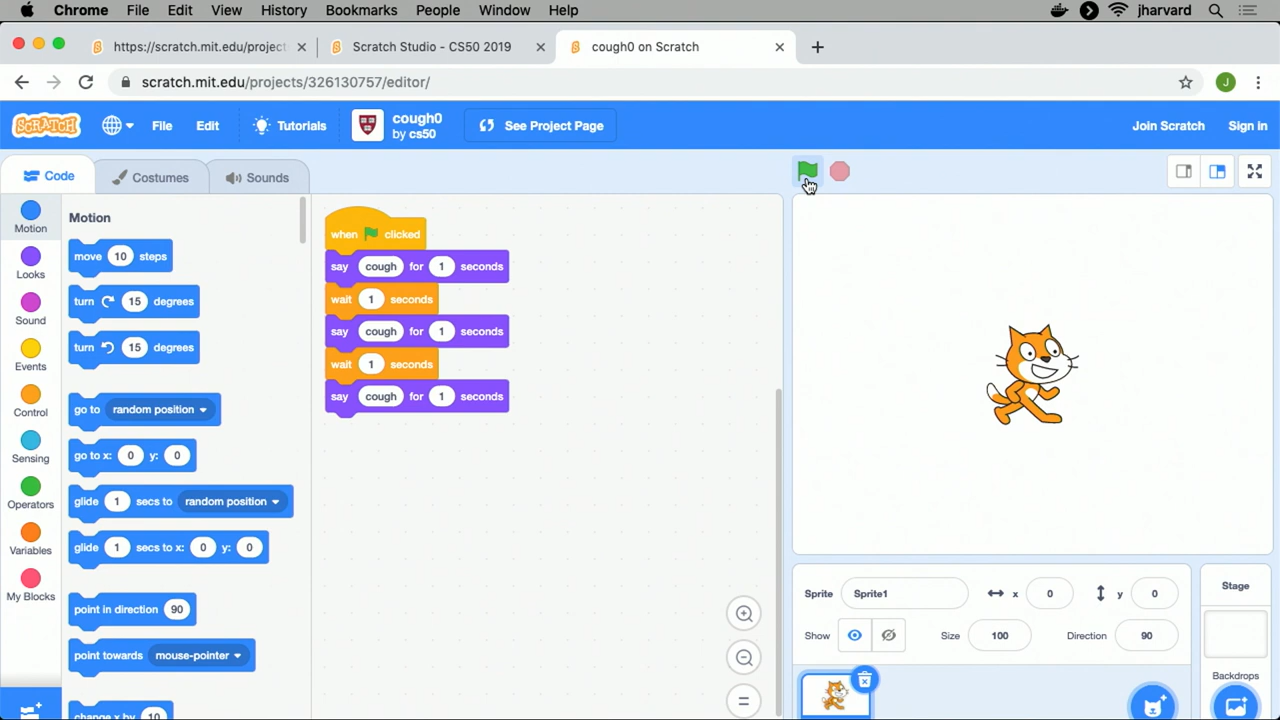 Chrome File Edit View History Bookmarks People Window Help jharvard
https://scratch.mit.edu/project Scratch Studio - CS50 2019 cough0 on Scratch
scratch.mit.edu/projects/326130757/editor/ J
SCRATCH File Edit Tutorials cough0 by cs50 See Project Page Join Scratch Sign in
Code Costumes Sounds
Motion
Looks
Sound
Events
Control
Sensing
Operators
Variables
My Blocks
Motion
move 10 steps
turn 15 degrees
turn 15 degrees
go to random position
go to x: 0 y: 0
glide 1 secs to random position
glide 1 secs to x: 0 y: 0
point in direction 90
point towards mouse-pointer
change x by 10
when clicked
say cough for 1 seconds
wait 1 seconds
say cough for 1 seconds
wait 1 seconds
say cough for 1 seconds
Sprite Sprite1 x 0 y 0
Show Size 100 Direction 90
Stage
Backdrops